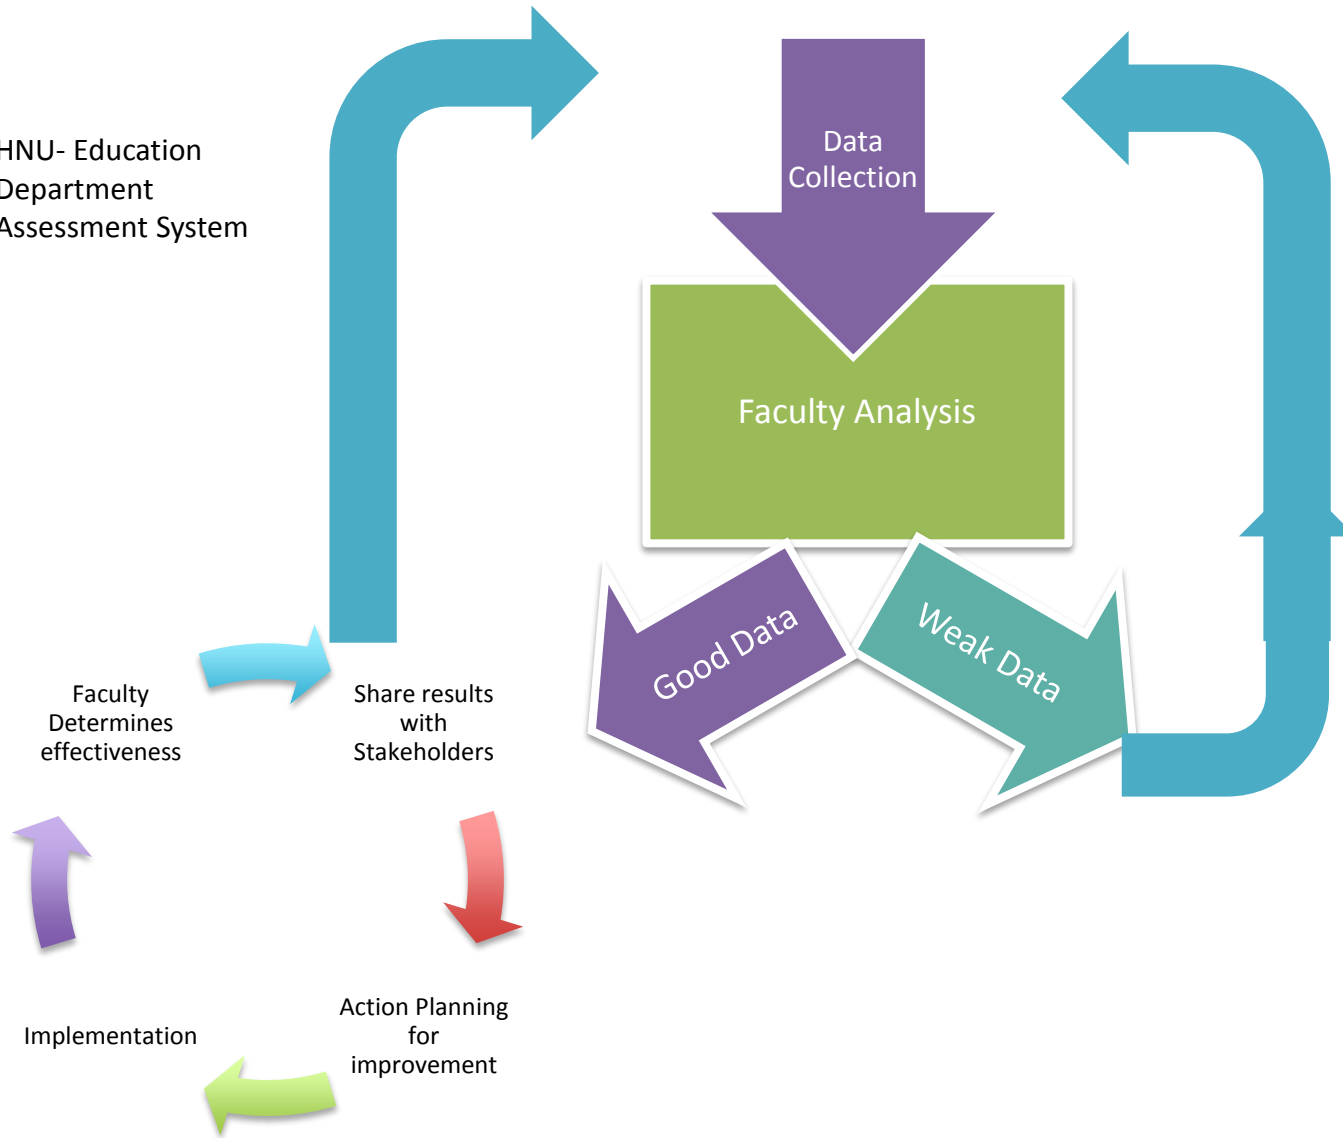 HNU- Education
Department
Assessment System
Data
Collection
Faculty Analysis
Good Data
Weak Data
Faculty
Determines
effectiveness
Share results
with
Stakeholders
Implementation
Action Planning
for
improvement